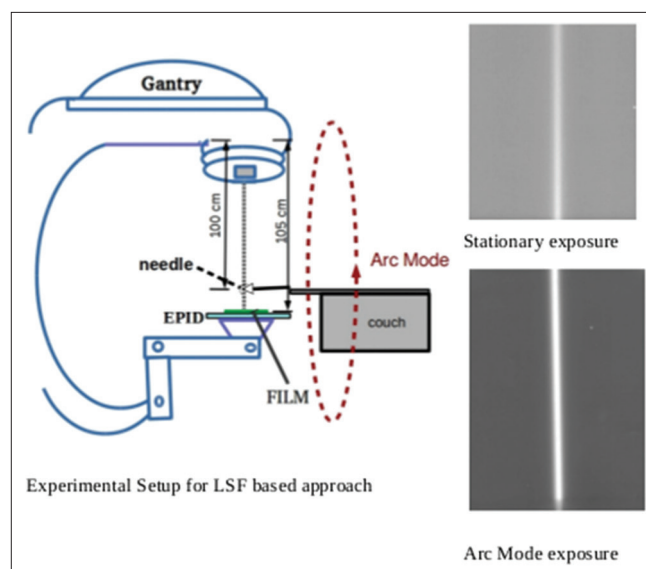 Gantry
100 cm
105 cm
needle
Arc Mode
EPID
couch
FILM
Experimental Setup for LSF based approach
Stationary exposure
Arc Mode exposure